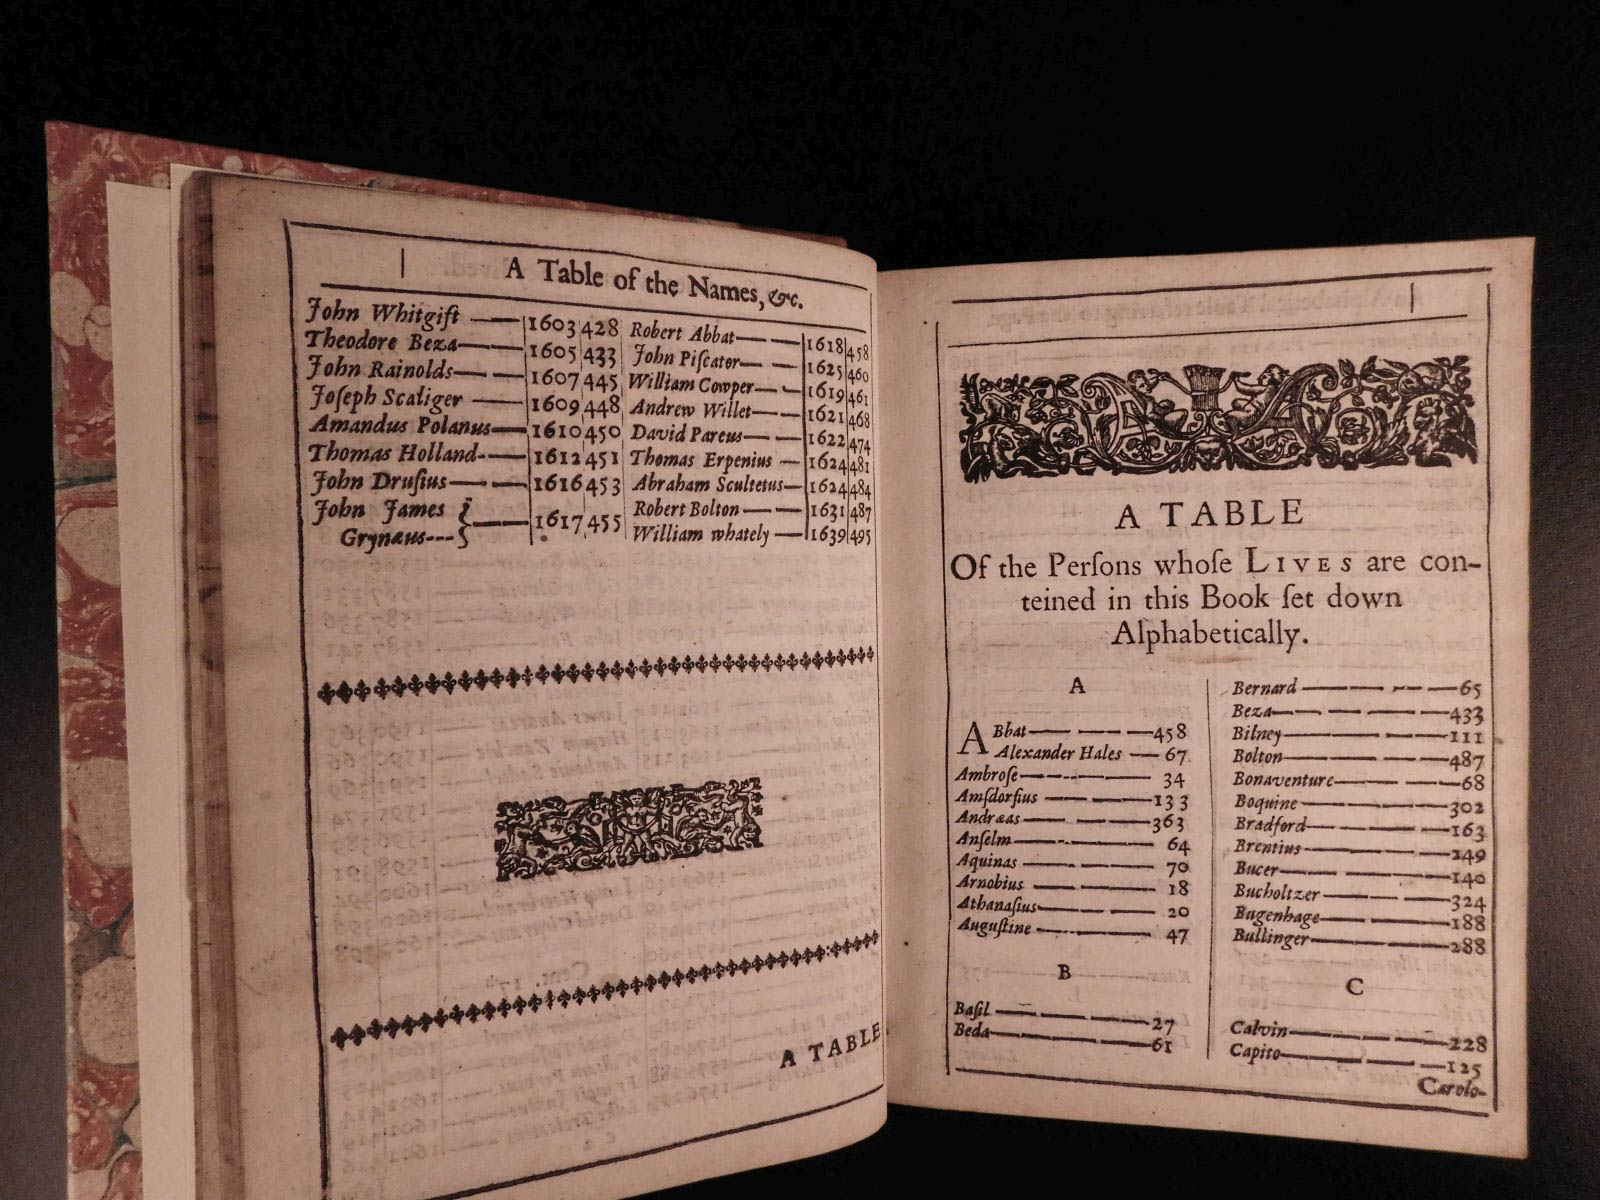 A Table of the Names, &c.
John Whitgift — 1603 428
Theodore Beza — 1605 433
John Rainolds — 1607 445
Joſeph Scaliger — 1609 448
Amandus Polanus — 1610 450
Thomas Holland — 1612 451
John Druſius — 1616 453
John James } — 1617 455
Grynæus
Robert Abbat — 1618 458
John Piſcator — 1625 460
William Cowper — 1619 461
Andrew Willet — 1621 468
David Pareus — 1622 474
Thomas Erpenius — 1624 481
Abraham Scultetus — 1624 484
Robert Bolton — 1631 487
William whately — 1639 495
A TABLE
A TABLE
Of the Perſons whoſe LIVES are con-
teined in this Book ſet down
Alphabetically.
A
ABbat — 458
Alexander Hales — 67
Ambroſe — 34
Amſdorfius — 133
Andræas — 363
Anſelm — 64
Aquinas — 70
Arnobius — 18
Athanaſius — 20
Auguſtine — 47
B
Baſil — 27
Beda — 61
Bernard — 65
Beza — 433
Bilney — 111
Bolton — 487
Bonaventure — 68
Boquine — 302
Bradford — 163
Brentius — 249
Bucer — 140
Bucholtzer — 324
Bugenhage — 188
Bullinger — 288
C
Calvin — 228
Capito — 125
Carolo-